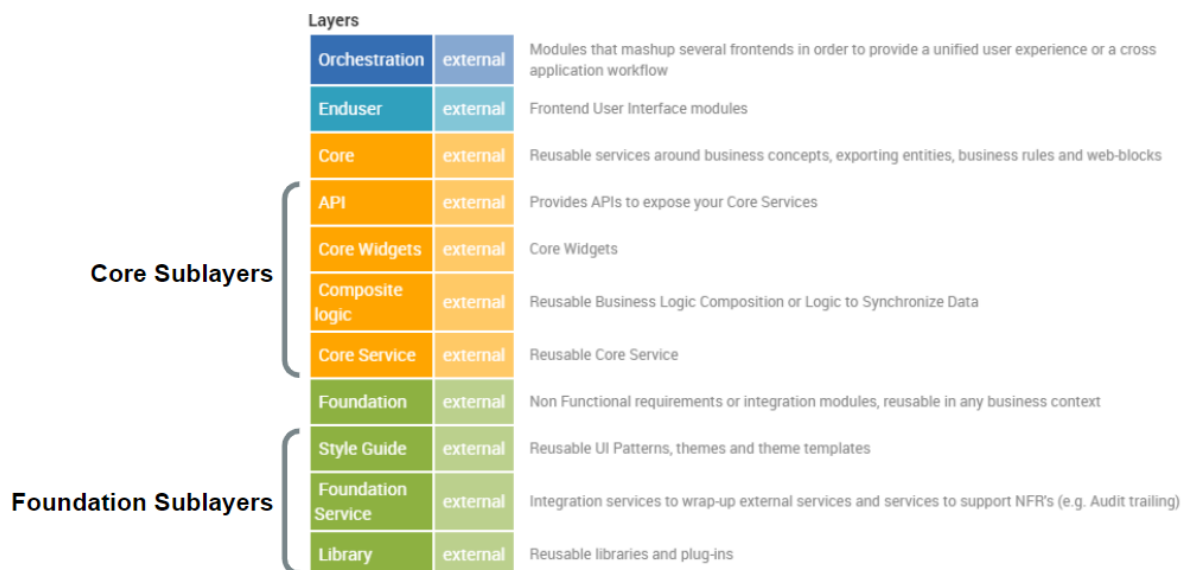 Layers
Orchestration external Modules that mashup several frontends in order to provide a unified user experience or a cross
application workflow
Enduser external Frontend User Interface modules
Core external Reusable services around business concepts, exporting entities, business rules and web-blocks
API external Provides APIs to expose your Core Services
Core Widgets external Core Widgets
Core Sublayers
Composite
logic external Reusable Business Logic Composition or Logic to Synchronize Data
Core Service external Reusable Core Service
Foundation external Non Functional requirements or integration modules, reusable in any business context
Style Guide external Reusable UI Patterns, themes and theme templates
Foundation Sublayers
Foundation
Service external Integration services to wrap-up external services and services to support NFR's (e.g. Audit trailing)
Library external Reusable libraries and plug-ins